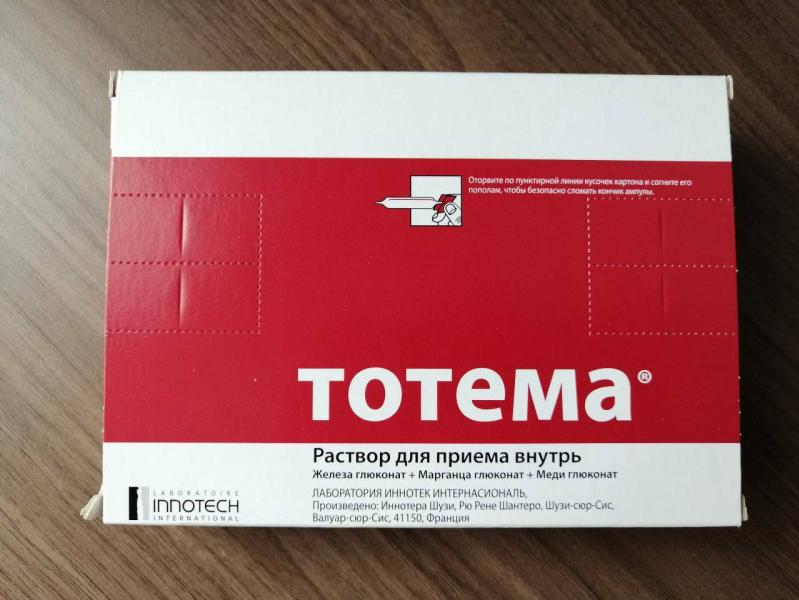 Оторвите по пунктирной линии кусочек картона и согните его
пополам, чтобы безопасно сломать кончик ампулы.
тотема®
Раствор для приема внутрь
Железа глюконат + Марганца глюконат + Меди глюконат
ЛАБОРАТОРИЯ ИННОТЕК ИНТЕРНАСИОНАЛЬ,
Произведено: Иннотера Шузи, Рю Рене Шантеро, Шузи-сюр-Сис,
Валуар-сюр-Сис, 41150, Франция
LABORATOIRE
INNOTECH
INTERNATIONAL